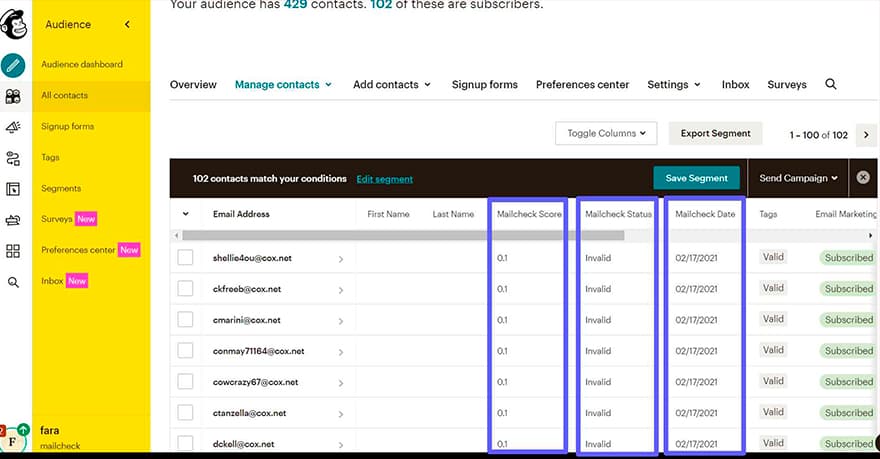 Your audience has 429 contacts. 102 of these are subscribers.
Audience
Audience dashboard
All contacts
Signup forms
Tags
Segments
Surveys New
Preferences center New
Inbox New
fara
mailcheck
F
Overview Manage contacts Add contacts Signup forms Preferences center Settings Inbox Surveys
Toggle Columns Export Segment 1 – 100 of 102
102 contacts match your conditions Edit segment Save Segment Send Campaign
Email Address First Name Last Name Mailcheck Score Mailcheck Status Mailcheck Date Tags Email Marketing
shellie4ou@cox.net 0.1 Invalid 02/17/2021 Valid Subscribed
ckfreeb@cox.net 0.1 Invalid 02/17/2021 Valid Subscribed
cmarini@cox.net 0.1 Invalid 02/17/2021 Valid Subscribed
conmay71164@cox.net 0.1 Invalid 02/17/2021 Valid Subscribed
cowcrazy67@cox.net 0.1 Invalid 02/17/2021 Valid Subscribed
ctanzella@cox.net 0.1 Invalid 02/17/2021 Valid Subscribed
dckell@cox.net 0.1 Invalid 02/17/2021 Valid Subscribed